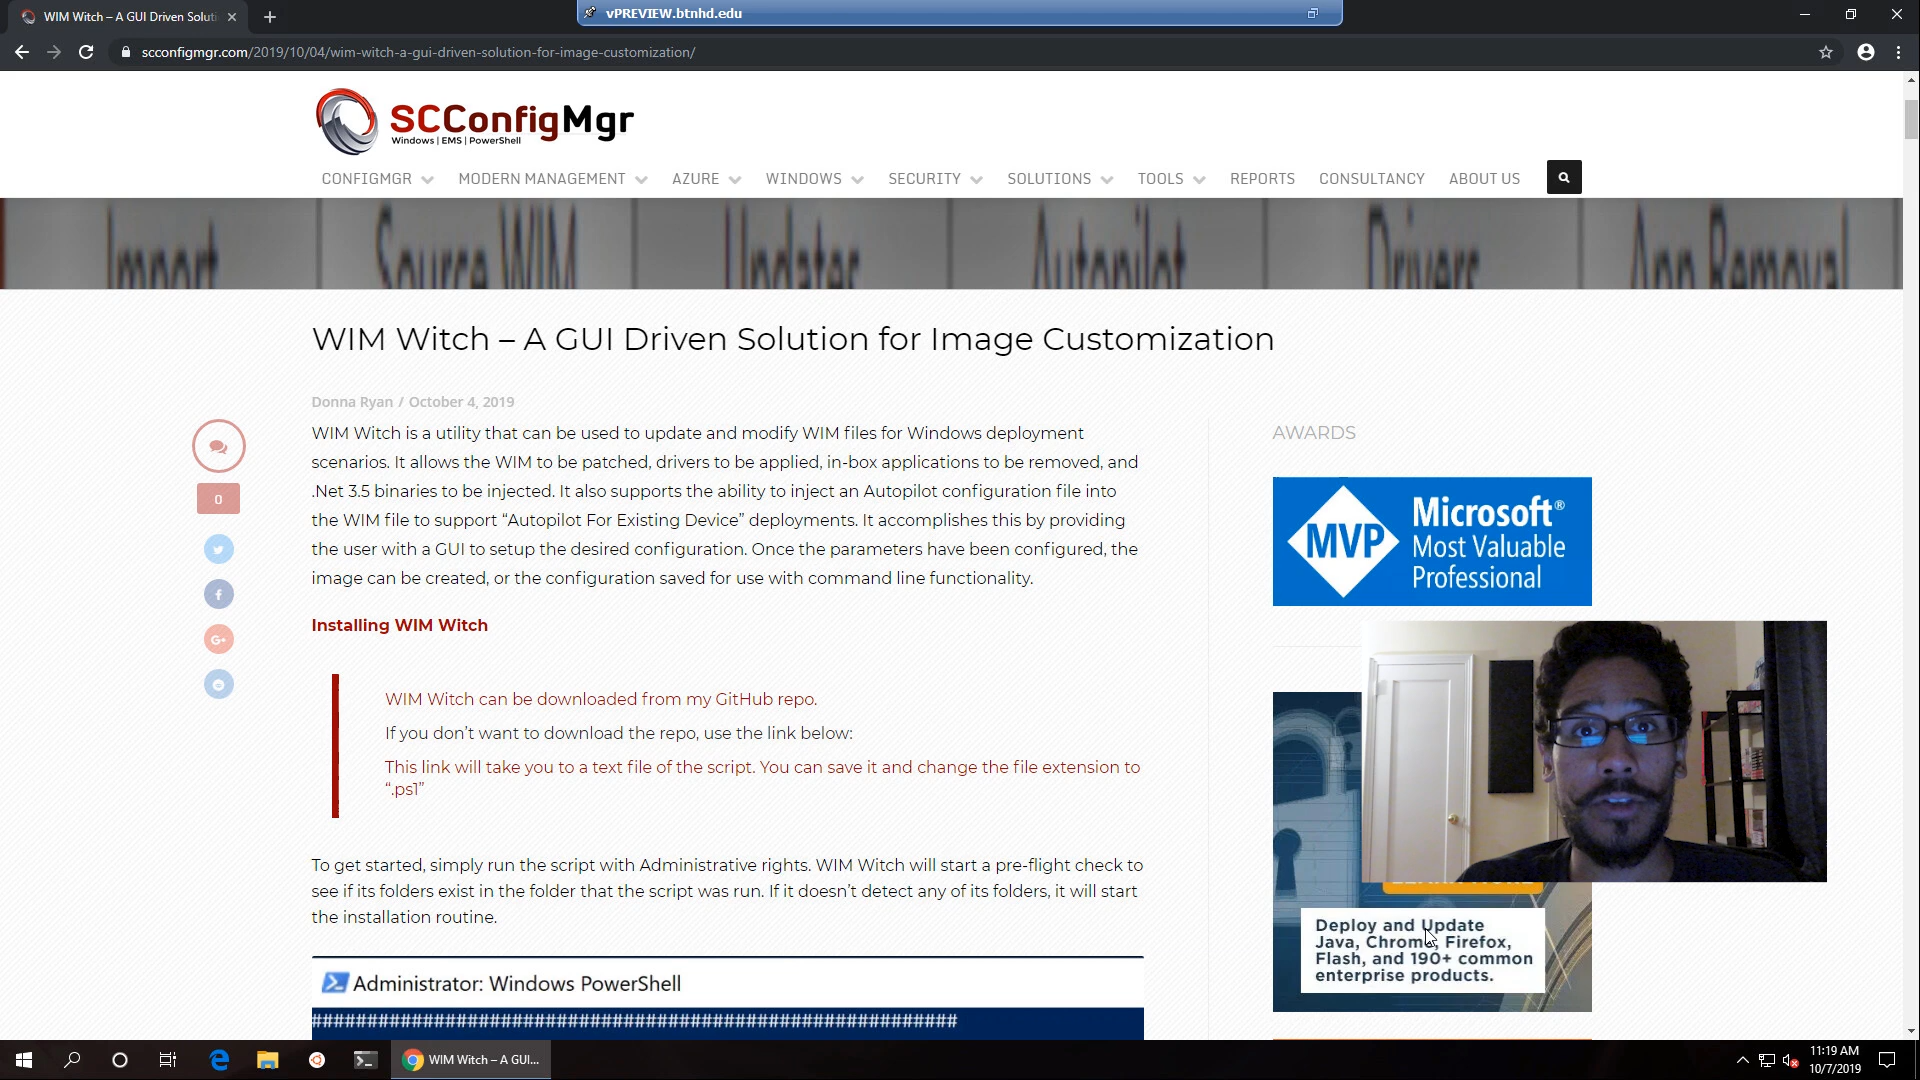 WIM Witch – A GUI Driven Soluti
vPREVIEW.btnhd.edu
scconfigmgr.com/2019/10/04/wim-witch-a-gui-driven-solution-for-image-customization/
SCConfigMgr
Windows | EMS | PowerShell
CONFIGMGR MODERN MANAGEMENT AZURE WINDOWS SECURITY SOLUTIONS TOOLS REPORTS CONSULTANCY ABOUT US
Import Source WIM Updates Autopilot Drivers App Removal
WIM Witch – A GUI Driven Solution for Image Customization
Donna Ryan / October 4, 2019
WIM Witch is a utility that can be used to update and modify WIM files for Windows deployment
scenarios. It allows the WIM to be patched, drivers to be applied, in-box applications to be removed, and
.Net 3.5 binaries to be injected. It also supports the ability to inject an Autopilot configuration file into
the WIM file to support “Autopilot For Existing Device” deployments. It accomplishes this by providing
the user with a GUI to setup the desired configuration. Once the parameters have been configured, the
image can be created, or the configuration saved for use with command line functionality.
0
Installing WIM Witch
WIM Witch can be downloaded from my GitHub repo.
If you don’t want to download the repo, use the link below:
This link will take you to a text file of the script. You can save it and change the file extension to
“.ps1”
To get started, simply run the script with Administrative rights. WIM Witch will start a pre-flight check to
see if its folders exist in the folder that the script was run. If it doesn’t detect any of its folders, it will start
the installation routine.
Administrator: Windows PowerShell
###########################################################
AWARDS
MVP
Microsoft®
Most Valuable
Professional
LEARN MORE
Deploy and Update
Java, Chrome, Firefox,
Flash, and 190+ common
enterprise products.
WIM Witch – A GUI...
11:19 AM
10/7/2019